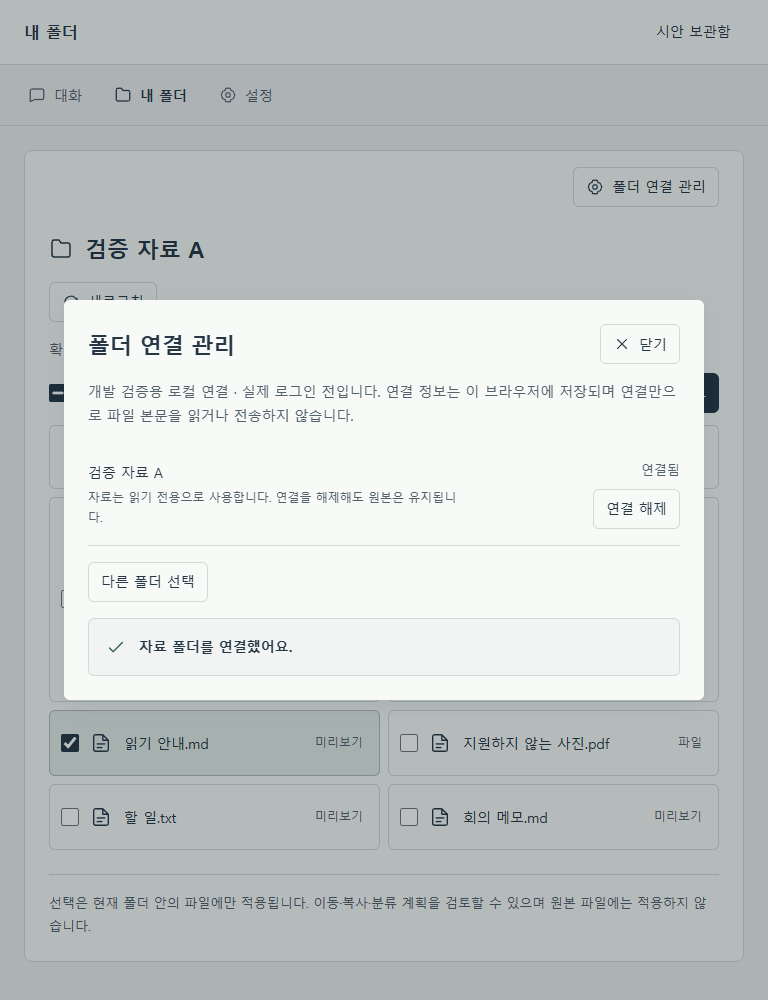 내 폴더
시안 보관함
대화
내 폴더
설정
폴더 연결 관리
검증 자료 A
폴더 연결 관리
닫기
개발 검증용 로컬 연결 · 실제 로그인 전입니다. 연결 정보는 이 브라우저에 저장되며 연결만으
로 파일 본문을 읽거나 전송하지 않습니다.
검증 자료 A
연결됨
자료는 읽기 전용으로 사용합니다. 연결을 해제해도 원본은 유지됩니
다.
연결 해제
다른 폴더 선택
자료 폴더를 연결했어요.
읽기 안내.md
미리보기
지원하지 않는 사진.pdf
파일
할 일.txt
미리보기
회의 메모.md
미리보기
선택은 현재 폴더 안의 파일에만 적용됩니다. 이동·복사·분류 계획을 검토할 수 있으며 원본 파일에는 적용하지 않
습니다.